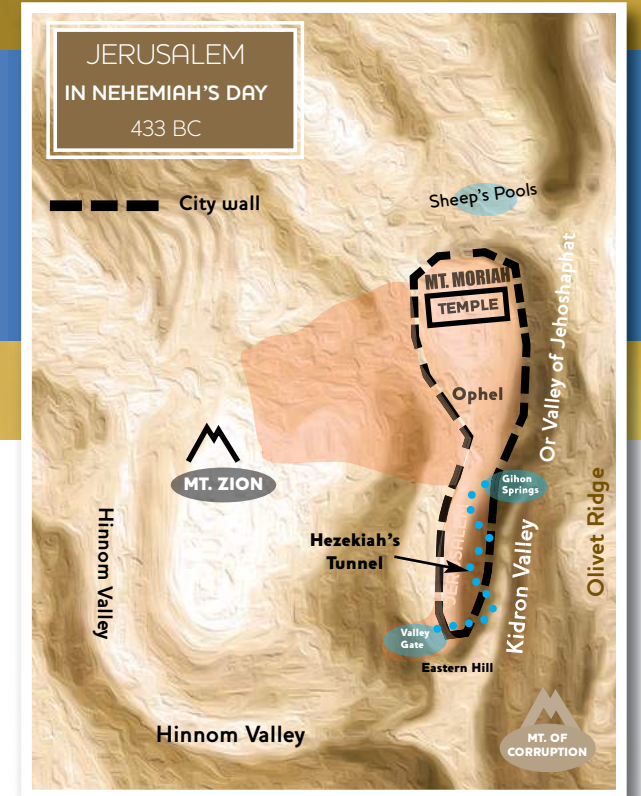 JERUSALEM
IN NEHEMIAH'S DAY
433 BC
City wall
Sheep's Pools
MT. MORIAH
TEMPLE
Or Valley of Jehoshaphat
Ophel
MT. ZION
Gihon
Springs
Olivet Ridge
Hinnom Valley
Hezekiah's
Tunnel
JERUSALEM
Kidron Valley
Valley
Gate
Eastern Hill
Hinnom Valley
MT. OF
CORRUPTION